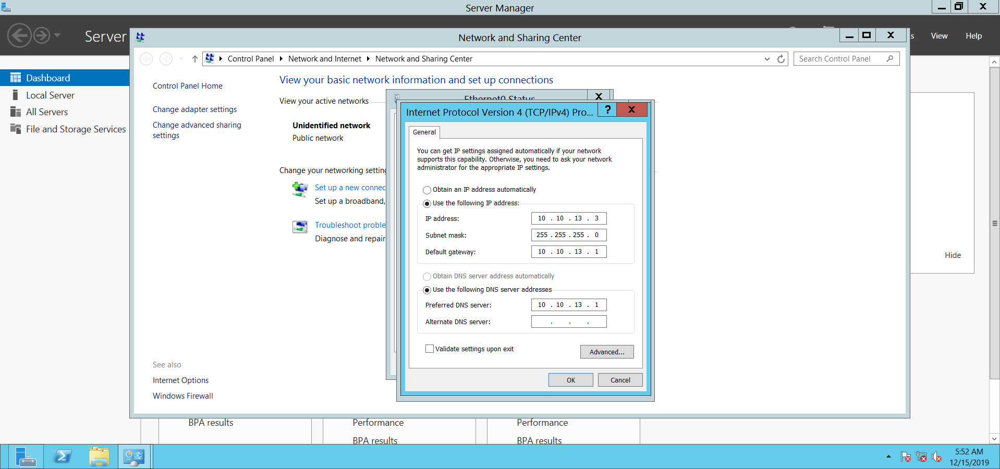 Server Manager
Server
s
View
Help
Network and Sharing Center
Control Panel
Network and Internet
Network and Sharing Center
Search Control Panel
Dashboard
Local Server
All Servers
File and Storage Services
Control Panel Home
Change adapter settings
Change advanced sharing
settings
View your basic network information and set up connections
View your active networks
Unidentified network
Public network
Change your networking setting
Set up a new connec
Set up a broadband,
Troubleshoot proble
Diagnose and repair
See also
Internet Options
Windows Firewall
Ethernet0 Status
Internet Protocol Version 4 (TCP/IPv4) Pro...
?
General
You can get IP settings assigned automatically if your network
supports this capability. Otherwise, you need to ask your network
administrator for the appropriate IP settings.
Obtain an IP address automatically
Use the following IP address:
IP address: 10 . 10 . 13 . 3
Subnet mask: 255 . 255 . 255 . 0
Default gateway: 10 . 10 . 13 . 1
Obtain DNS server address automatically
Use the following DNS server addresses
Preferred DNS server: 10 . 10 . 13 . 1
Alternate DNS server: . . .
Validate settings upon exit
Advanced...
OK
Cancel
Hide
BPA results
Performance
BPA results
Performance
BPA results
5:52 AM
12/15/2019